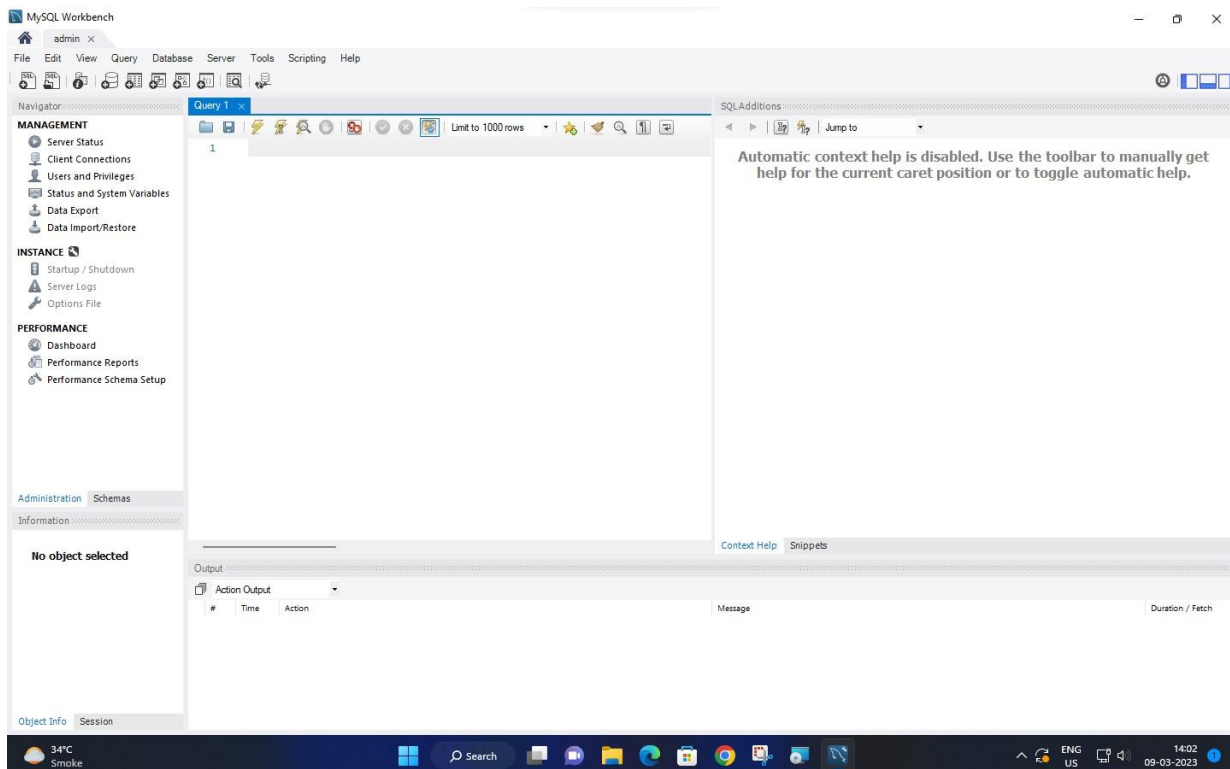 MySQL Workbench
admin
File Edit View Query Database Server Tools Scripting Help
Navigator
MANAGEMENT
Server Status
Client Connections
Users and Privileges
Status and System Variables
Data Export
Data Import/Restore
INSTANCE
Startup / Shutdown
Server Logs
Options File
PERFORMANCE
Dashboard
Performance Reports
Performance Schema Setup
Administration Schemas
Information
No object selected
Object Info Session
Query 1
Limit to 1000 rows
1
SQLAdditions
Jump to
Automatic context help is disabled. Use the toolbar to manually get
help for the current caret position or to toggle automatic help.
Context Help Snippets
Output
Action Output
# Time Action Message Duration / Fetch
34°C
Smoke
Search
ENG
US
14:02
09-03-2023
1